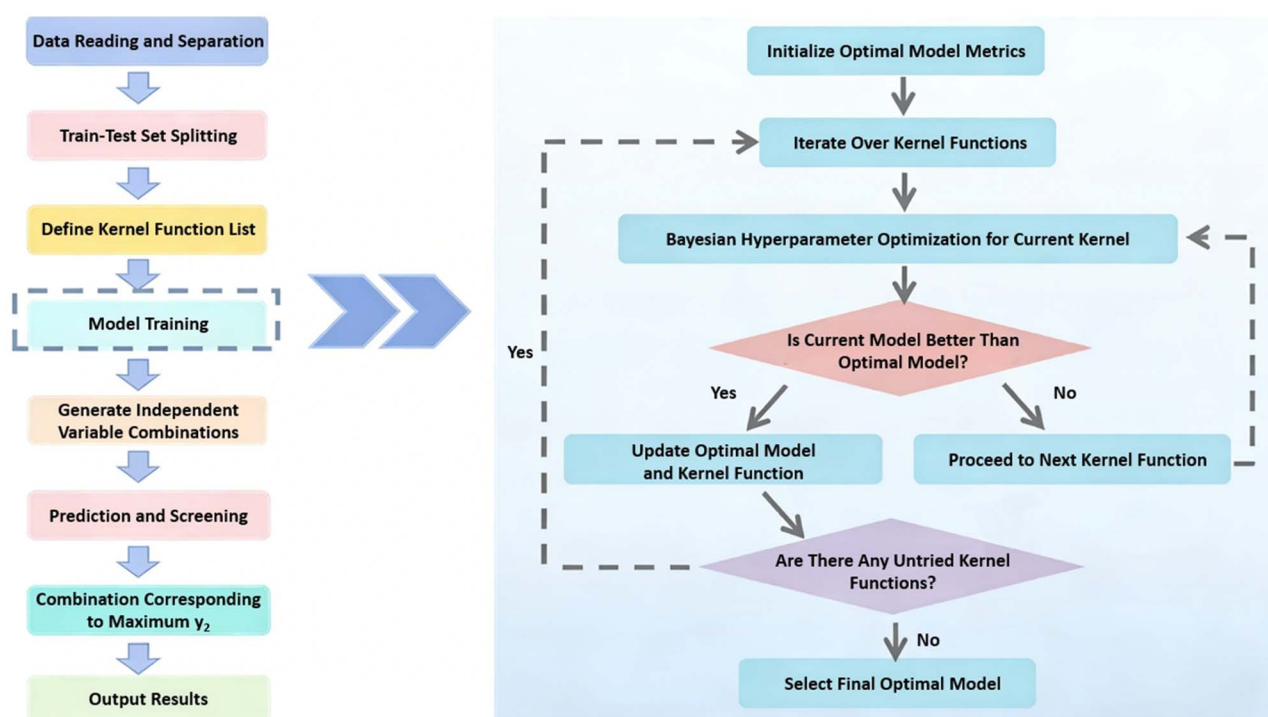 Data Reading and Separation
Train-Test Set Splitting
Define Kernel Function List
Model Training
Generate Independent
Variable Combinations
Prediction and Screening
Combination Corresponding
to Maximum y₂
Output Results
Initialize Optimal Model Metrics
Iterate Over Kernel Functions
Bayesian Hyperparameter Optimization for Current Kernel
Is Current Model Better Than
Optimal Model?
Yes
Yes
No
Update Optimal Model
and Kernel Function
Proceed to Next Kernel Function
Are There Any Untried Kernel
Functions?
No
Select Final Optimal Model